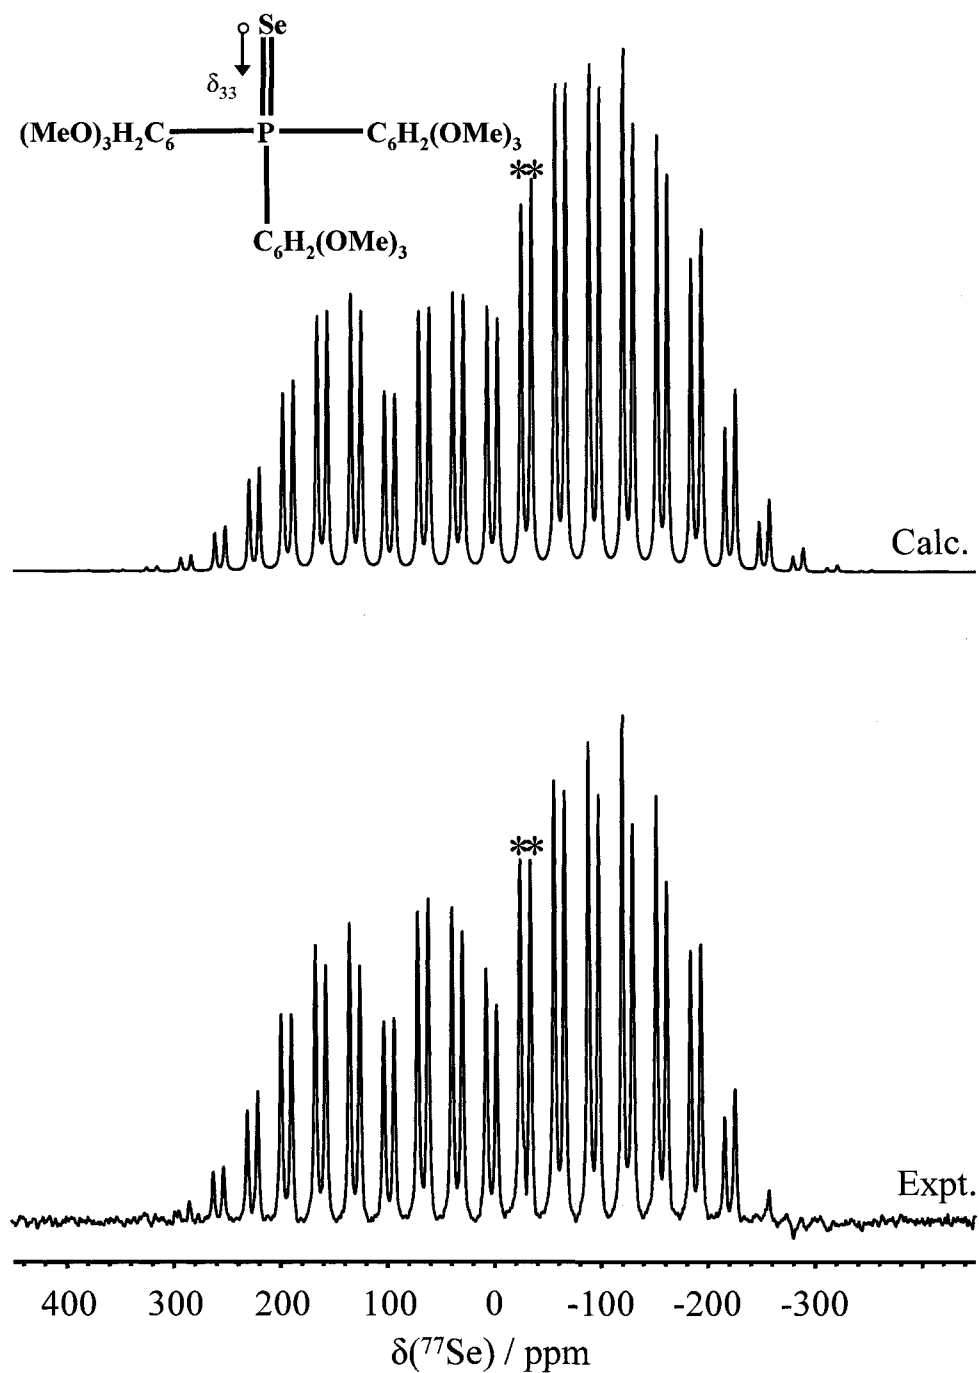 Se
δ₃₃
(MeO)₃H₂C₆ P C₆H₂(OMe)₃
C₆H₂(OMe)₃
**
Calc.
**
Expt.
400 300 200 100 0 -100 -200 -300
δ(⁷⁷Se) / ppm